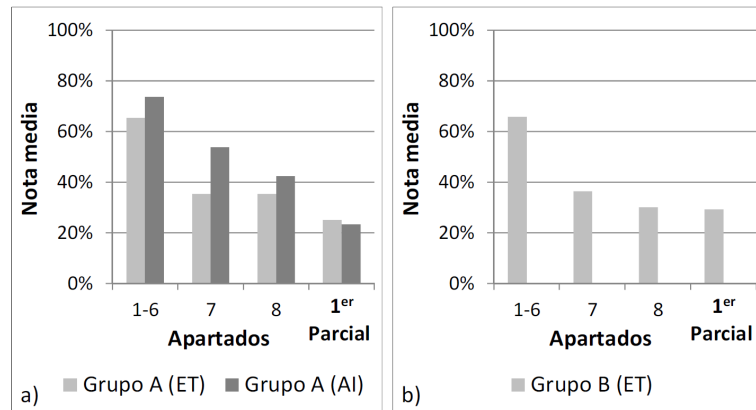 100%
80%
60%
40%
20%
0%
Nota media
1-6
7
8
1er
Parcial
Apartados
Grupo A (ET)
Grupo A (AI)
a)
100%
80%
60%
40%
20%
0%
Nota media
1-6
7
8
1er
Parcial
Apartados
Grupo B (ET)
b)